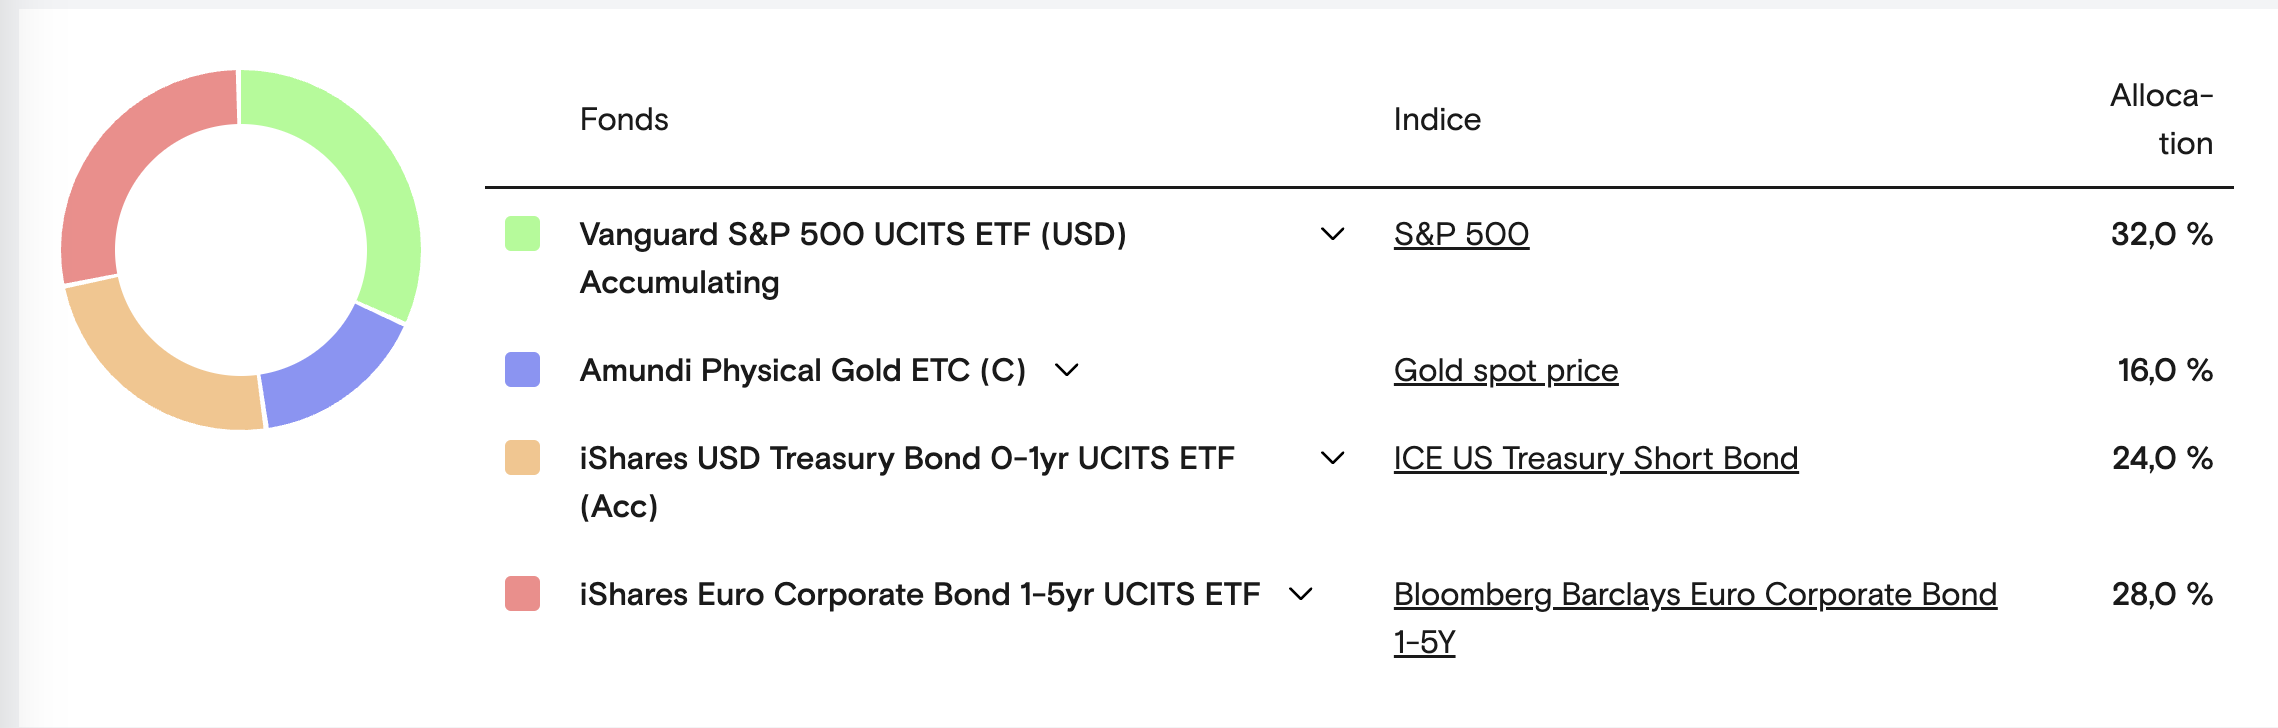 Fonds
Indice
Alloca-
tion
Vanguard S&P 500 UCITS ETF (USD)
Accumulating
S&P 500
32,0 %
Amundi Physical Gold ETC (C)
Gold spot price
16,0 %
iShares USD Treasury Bond 0-1yr UCITS ETF
(Acc)
ICE US Treasury Short Bond
24,0 %
iShares Euro Corporate Bond 1-5yr UCITS ETF
Bloomberg Barclays Euro Corporate Bond
1-5Y
28,0 %